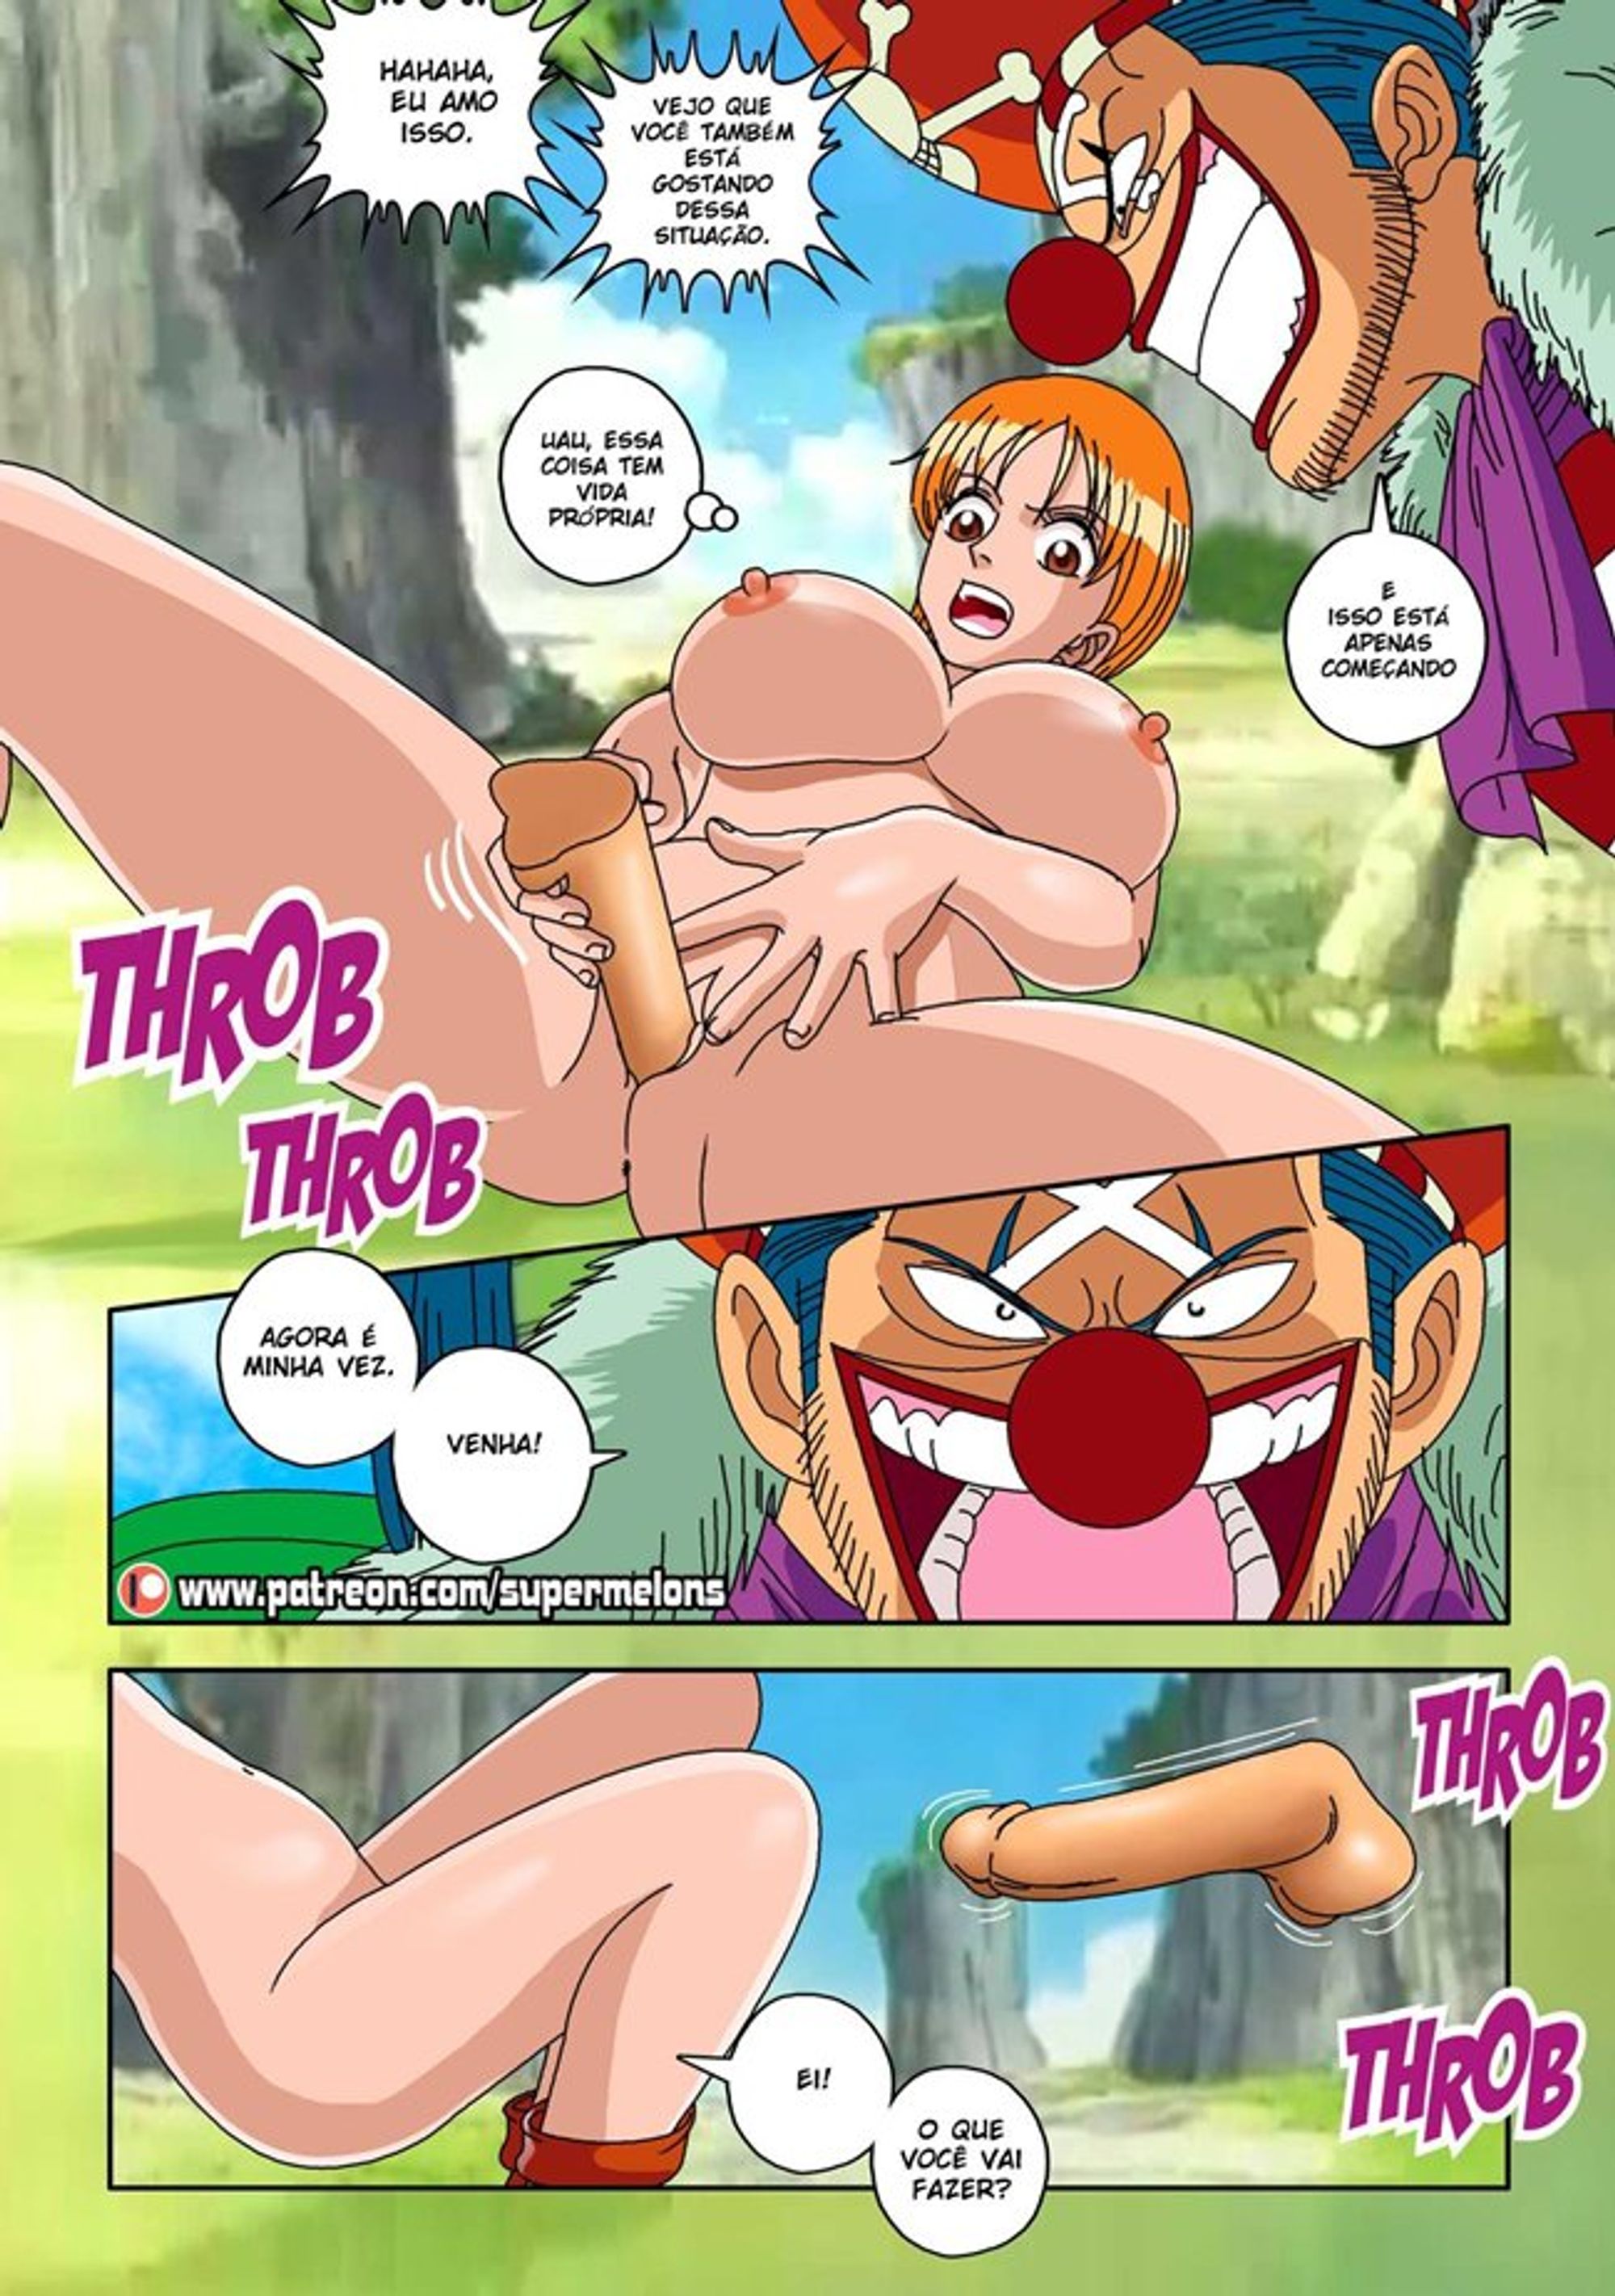 HAHAHA,
EU AMO
ISSO.
VEJO QUE
VOCÊ TAMBÉM
ESTÁ
GOSTANDO
DESSA
SITUAÇÃO.
UAU, ESSA
COISA TEM
VIDA
PRÓPRIA!
E
ISSO ESTÁ
APENAS
COMEÇANDO
THROB
THROB
AGORA É
MINHA VEZ.
VENHA!
www.patreon.com/supermelons
THROB
EI!
O QUE
VOCÊ VAI
FAZER?
THROB